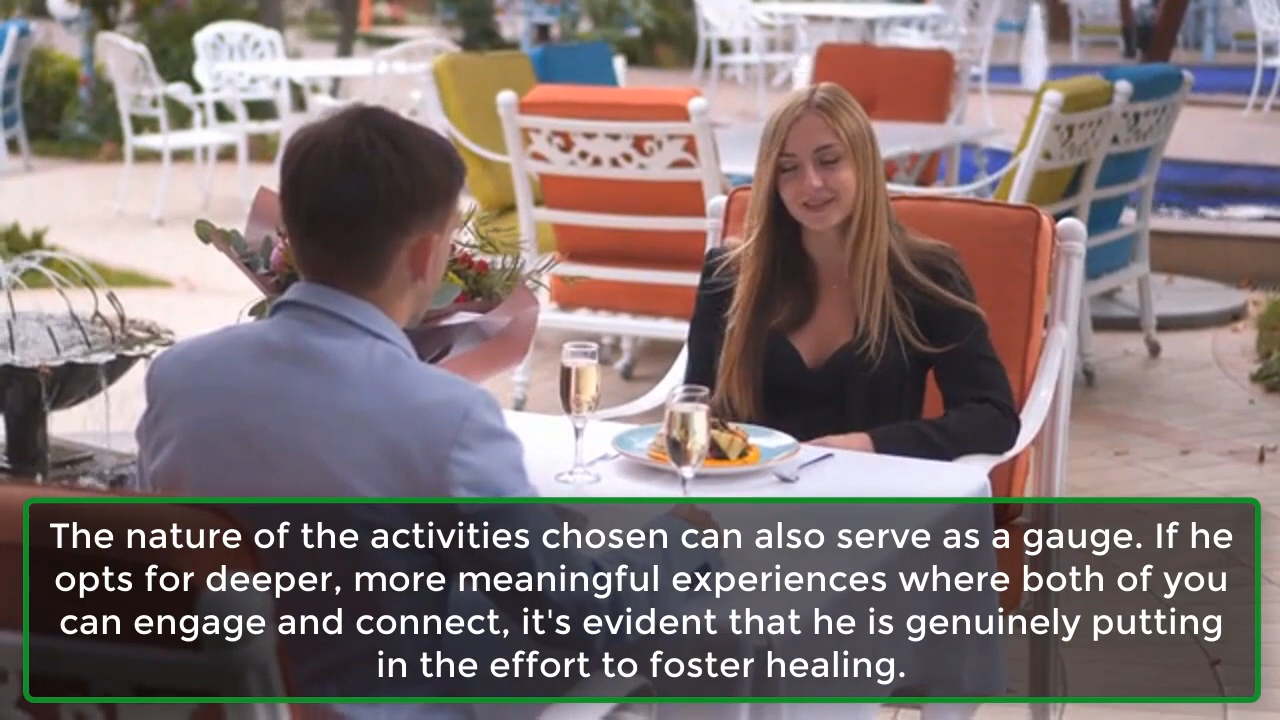 The nature of the activities chosen can also serve as a gauge. If he
opts for deeper, more meaningful experiences where both of you
can engage and connect, it's evident that he is genuinely putting
in the effort to foster healing.